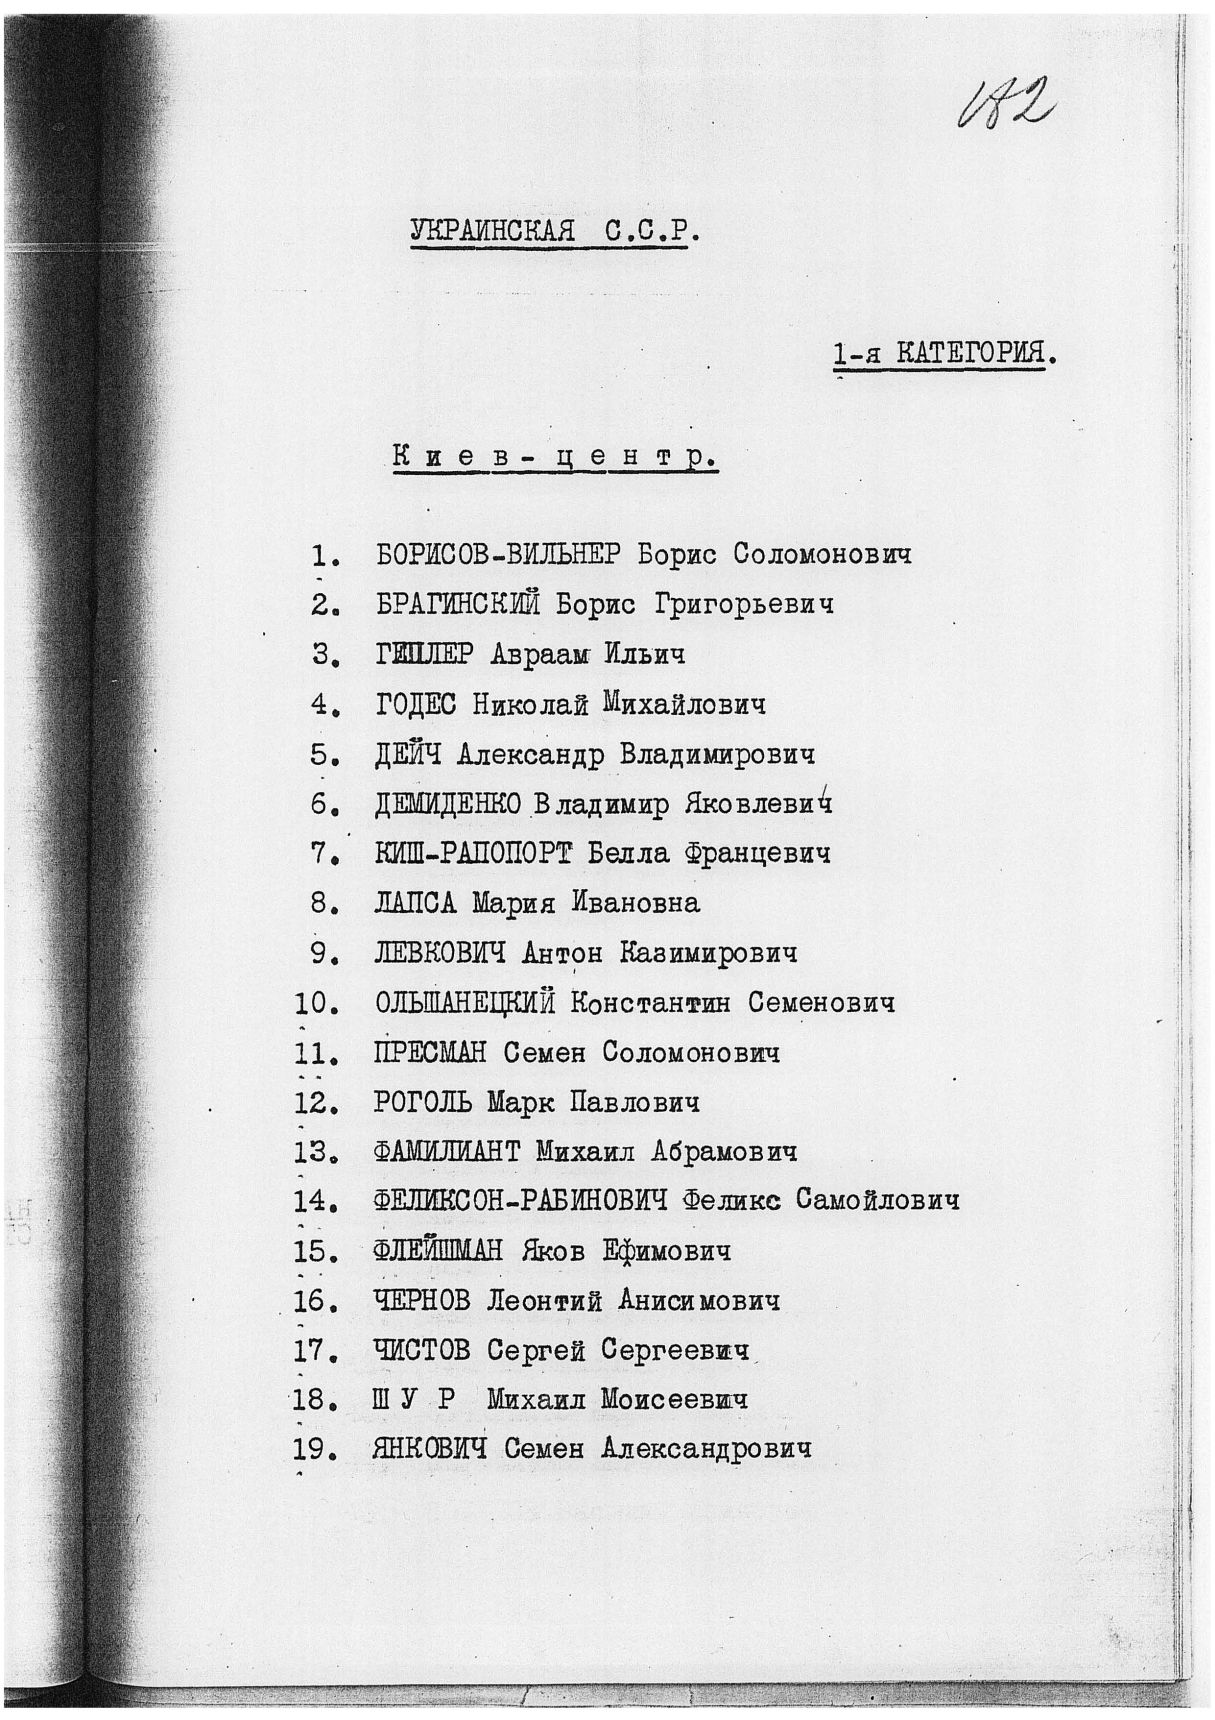 182
УКРАИНСКАЯ С.С.Р.
1-я КАТЕГОРИЯ.
Киев-центр.
1. БОРИСОВ-ВИЛЬНЕР Борис Соломонович
2. БРАГИНСКИЙ Борис Григорьевич
3. ГЕПЛЕР Авраам Ильич
4. ГОДЕС Николай Михайлович
5. ДЕЙЧ Александр Владимирович
6. ДЕМИДЕНКО Владимир Яковлевич
7. КИШ-РАПОПОРТ Белла Францевич
8. ЛАПСА Мария Ивановна
9. ЛЕВКОВИЧ Антон Казимирович
10. ОЛЬШАНЕЦКИЙ Константин Семенович
11. ПРЕСМАН Семен Соломонович
12. РОГОЛЬ Марк Павлович
13. ФАМИЛИАНТ Михаил Абрамович
14. ФЕЛИКСОН-РАБИНОВИЧ Феликс Самойлович
15. ФЛЕЙШМАН Яков Ефимович
16. ЧЕРНОВ Леонтий Анисимович
17. ЧИСТОВ Сергей Сергеевич
18. Ш У Р Михаил Моисеевич
19. ЯНКОВИЧ Семен Александрович